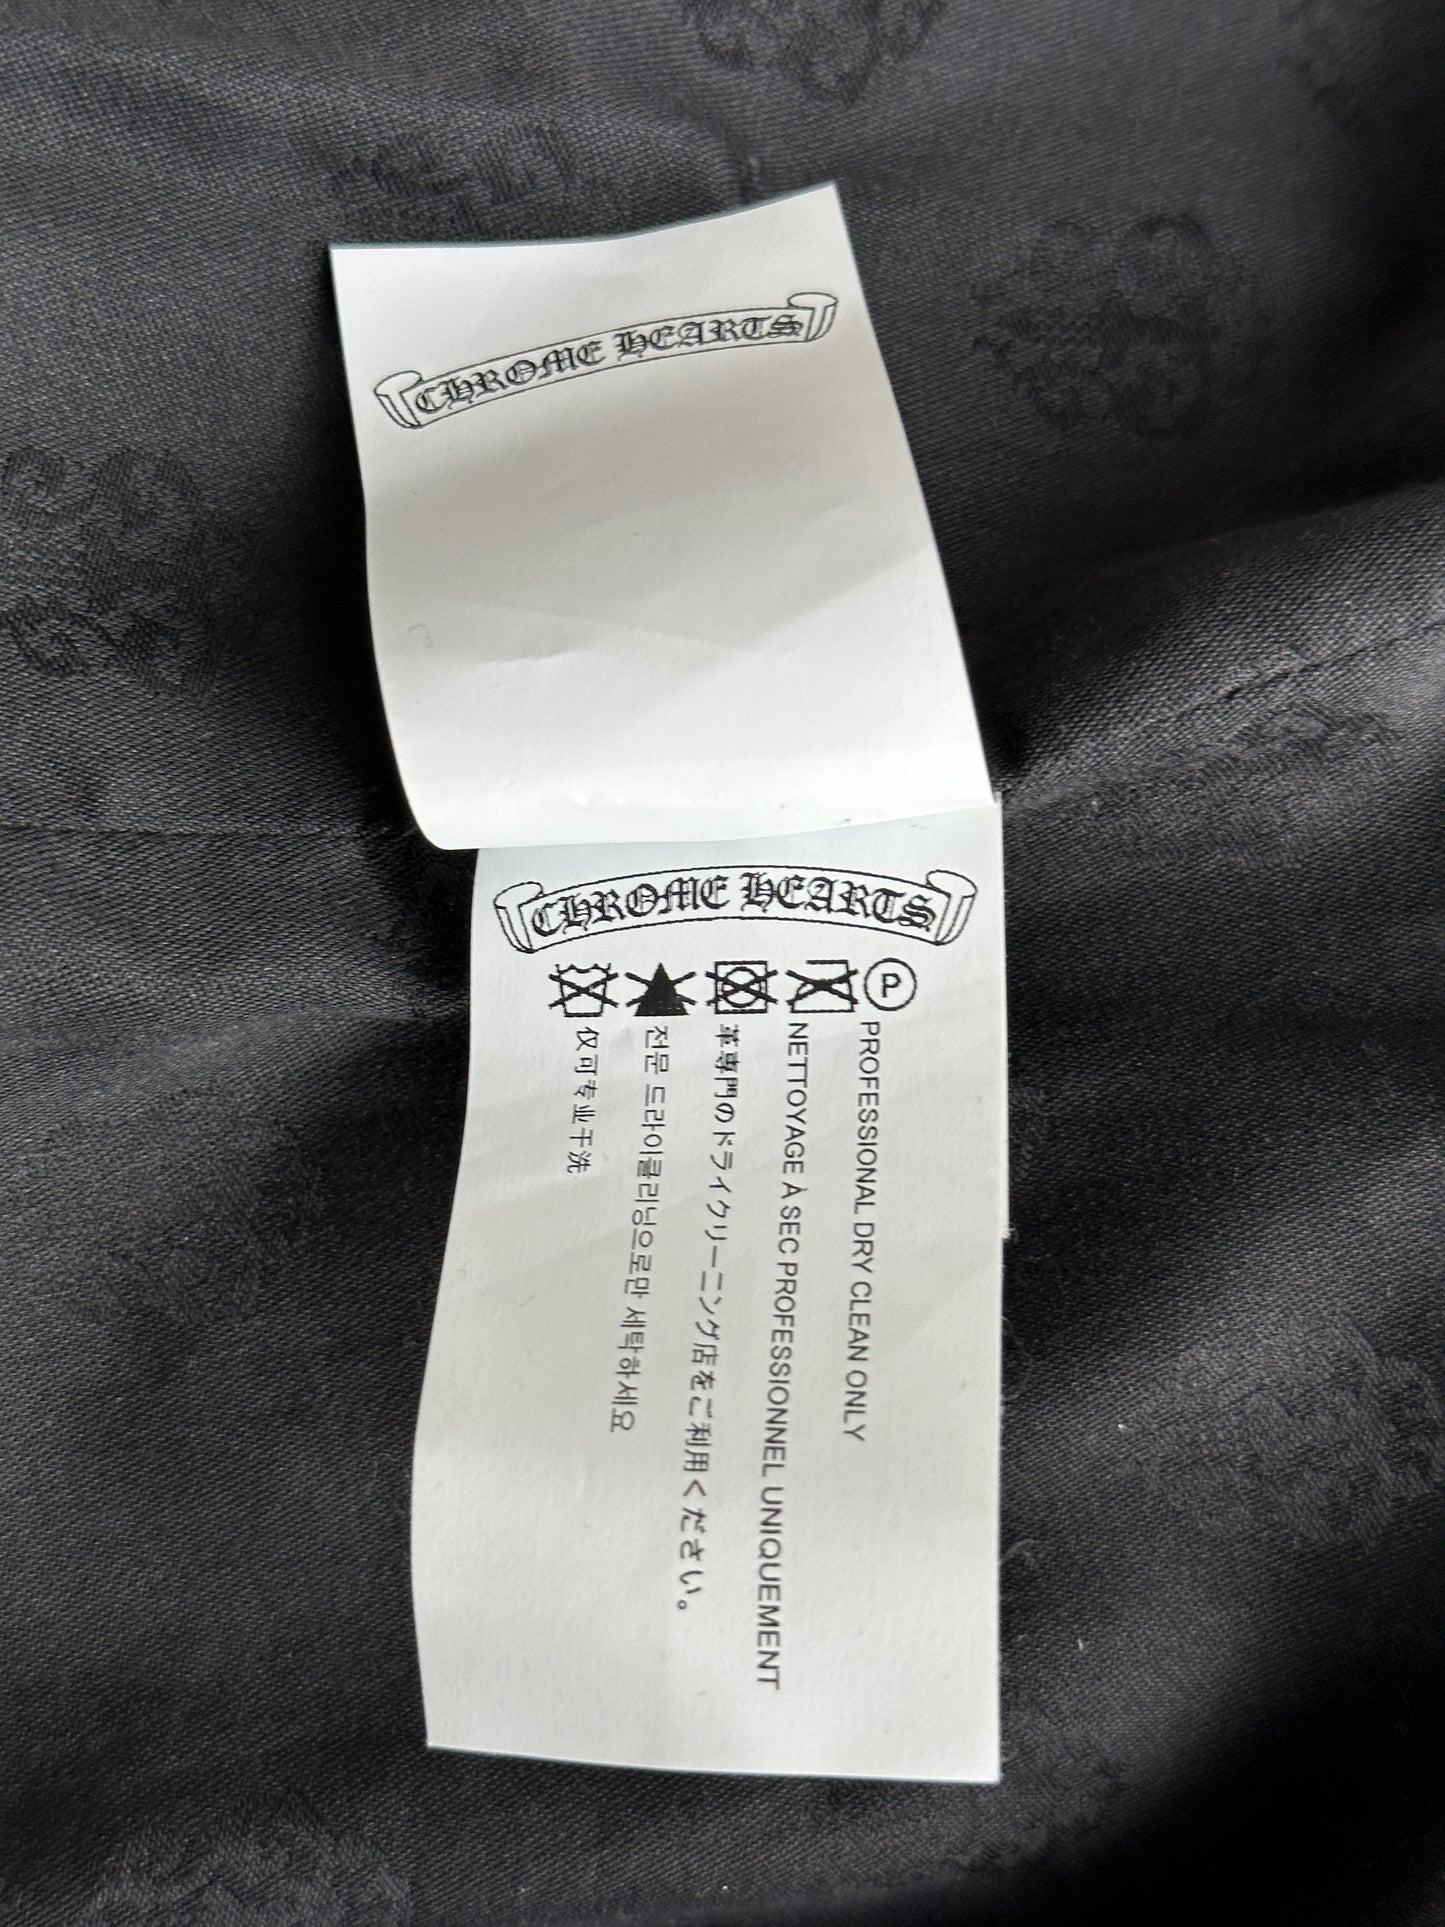 CHROME HEARTS
CHROME HEARTS
P
PROFESSIONAL DRY CLEAN ONLY
NETTOYAGE À SEC PROFESSIONNEL UNIQUEMENT
革専門のドライクリーニング店をご利用ください。
전문 드라이클리닝으로만 세탁하세요
仅可专业干洗